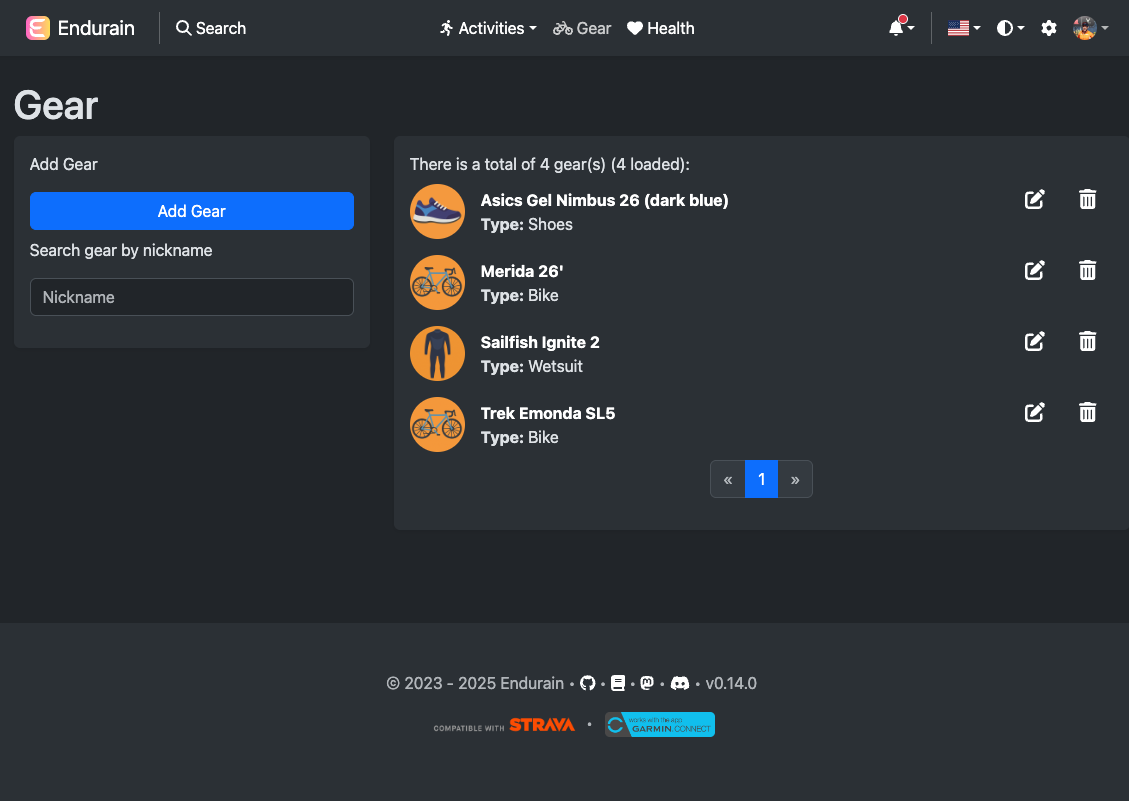 Endurain
Search
Activities
Gear
Health
Gear
Add Gear
Add Gear
Search gear by nickname
Nickname
There is a total of 4 gear(s) (4 loaded):
Asics Gel Nimbus 26 (dark blue)
Type: Shoes
Merida 26'
Type: Bike
Sailfish Ignite 2
Type: Wetsuit
Trek Emonda SL5
Type: Bike
« 1 »
© 2023 - 2025 Endurain • • • • • v0.14.0
COMPATIBLE WITH STRAVA •
works with the app
GARMIN CONNECT